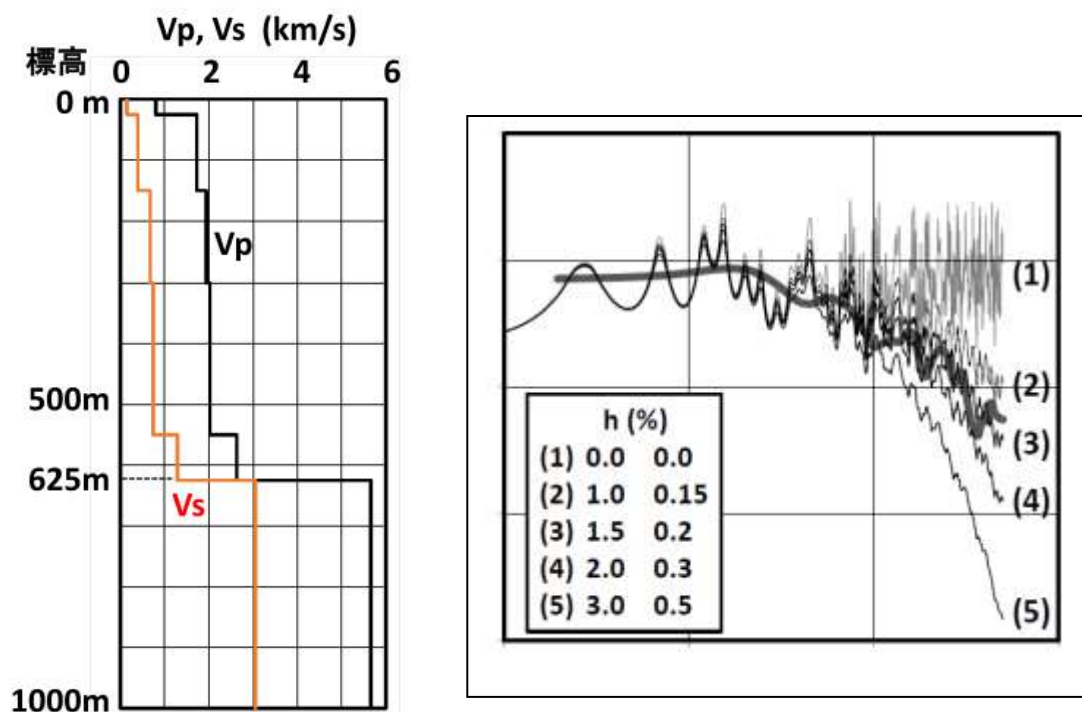 Vp, Vs (km/s)
標高
0 2 4 6
0 m
Vp
500m
625m
Vs
1000m
(1)
(2)
(3)
(4)
(5)
h (%)
(1) 0.0 0.0
(2) 1.0 0.15
(3) 1.5 0.2
(4) 2.0 0.3
(5) 3.0 0.5